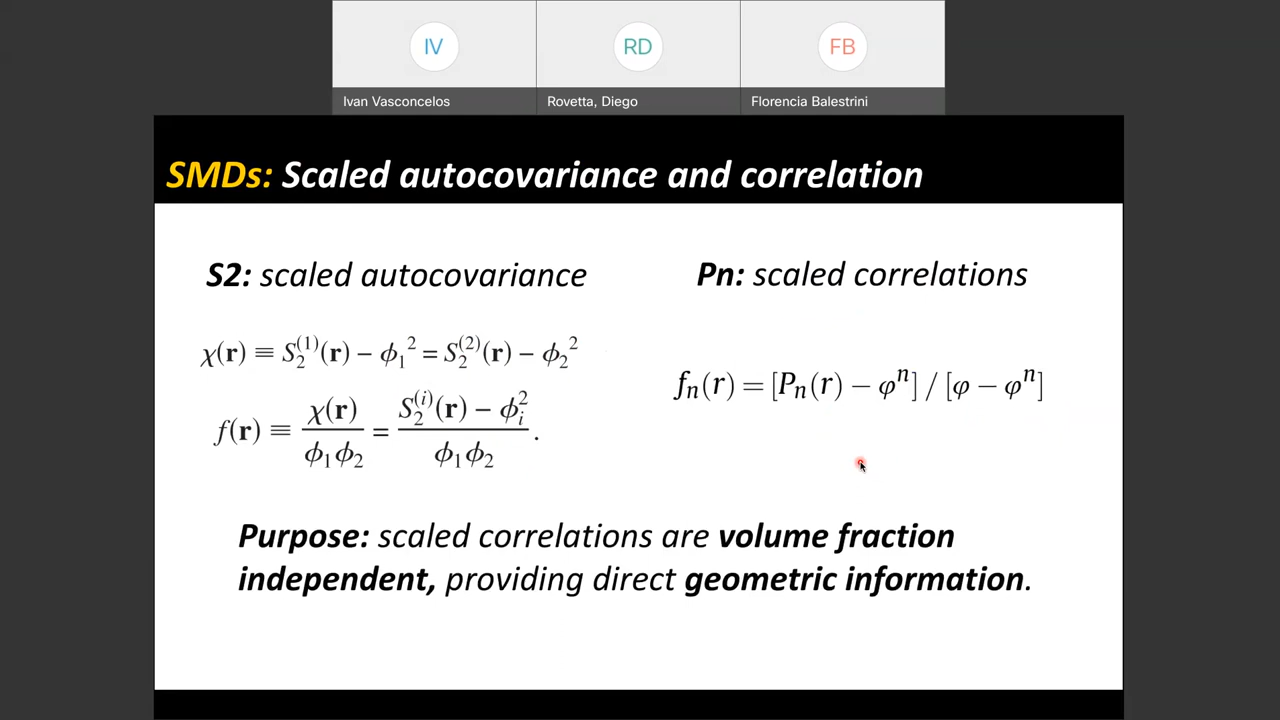 IV
RD
FB
Ivan Vasconcelos
Rovetta, Diego
Florencia Balestrini
SMDs: Scaled autocovariance and correlation
S2: scaled autocovariance
χ(r) ≡ S₂⁽¹⁾(r) − ϕ₁² = S₂⁽²⁾(r) − ϕ₂²
f(r) ≡ χ(r) / ϕ₁ϕ₂ = S₂⁽ⁱ⁾(r) − ϕᵢ² / ϕ₁ϕ₂ .
Pn: scaled correlations
fₙ(r) = [Pₙ(r) − φⁿ] / [φ − φⁿ]
Purpose: scaled correlations are volume fraction
independent, providing direct geometric information.